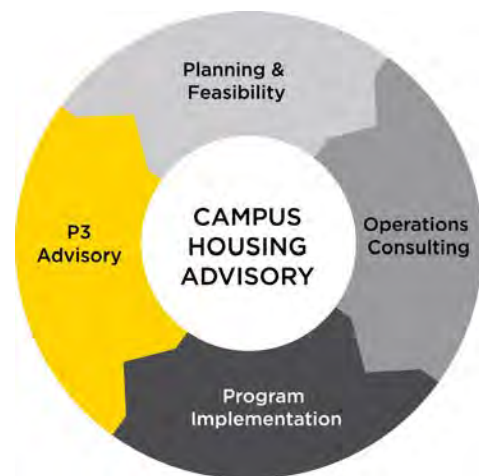 Planning &
Feasibility
P3
Advisory
CAMPUS
HOUSING
ADVISORY
Operations
Consulting
Program
Implementation